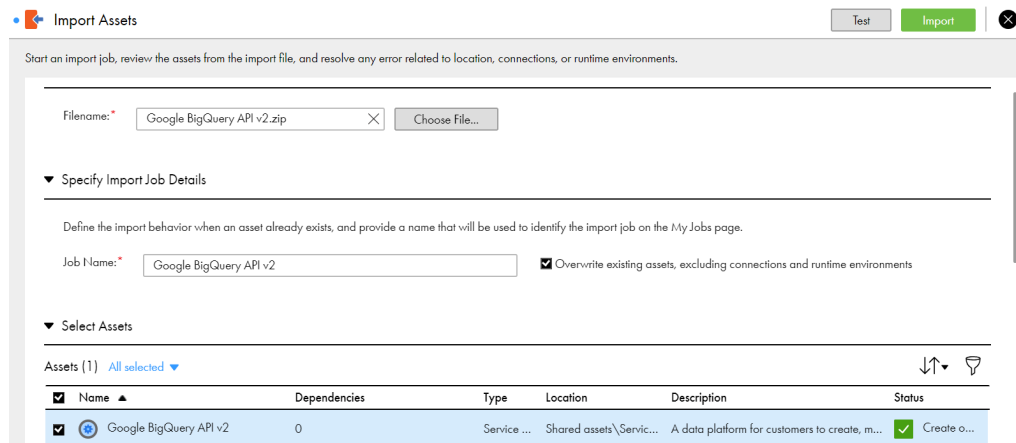 Import Assets
Test
Import
Start an import job, review the assets from the import file, and resolve any error related to location, connections, or runtime environments.
Filename:*
Google BigQuery API v2.zip
Choose File...
Specify Import Job Details
Define the import behavior when an asset already exists, and provide a name that will be used to identify the import job on the My Jobs page.
Job Name:*
Google BigQuery API v2
Overwrite existing assets, excluding connections and runtime environments
Select Assets
Assets (1) All selected
Name Dependencies Type Location Description Status
Google BigQuery API v2 0 Service ... Shared assets\Servic... A data platform for customers to create, m... Create o...